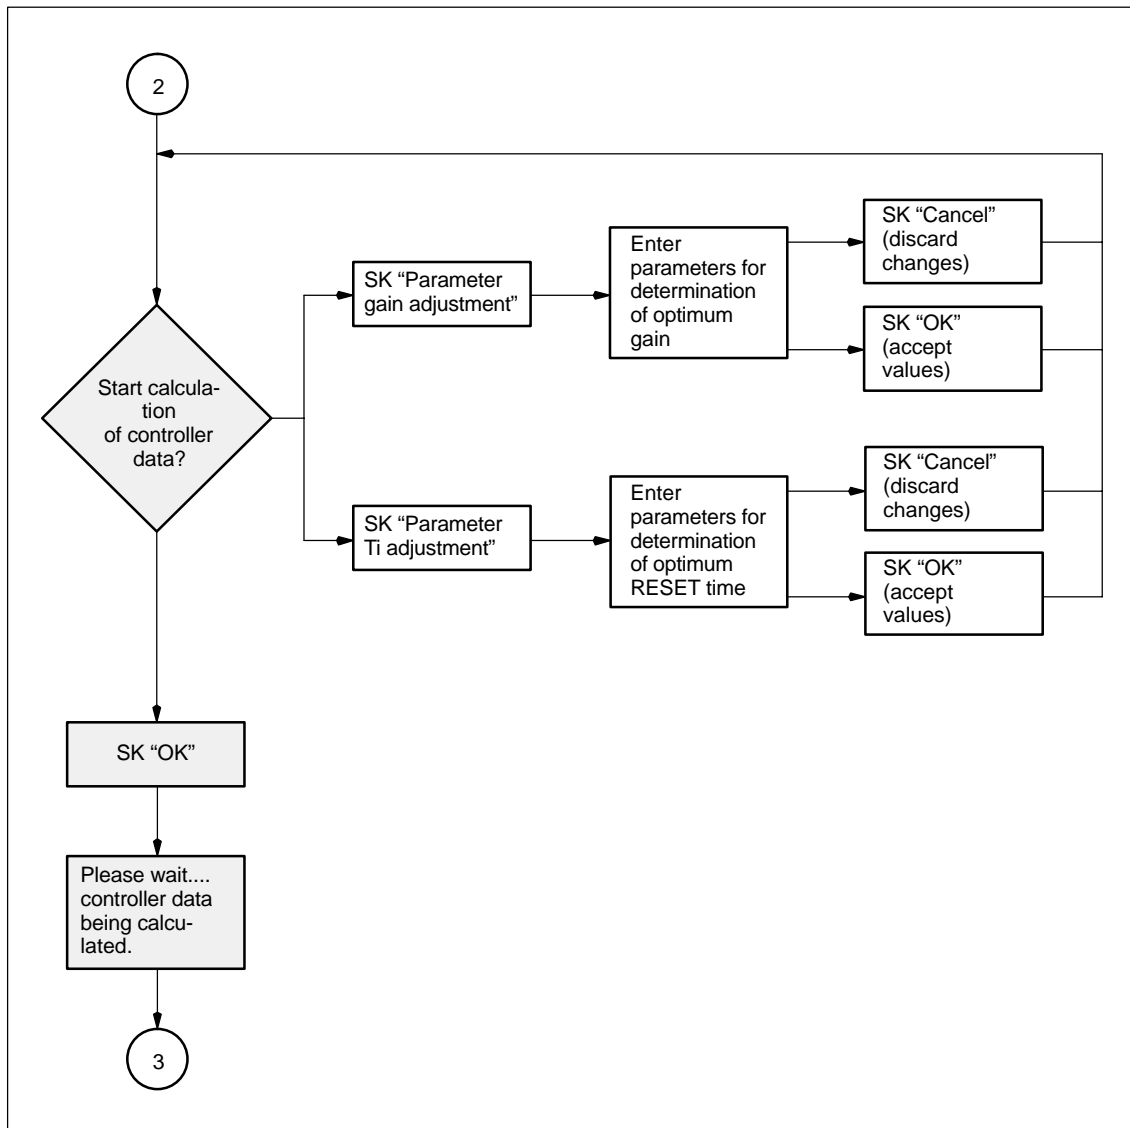 2
SK “Parameter
gain adjustment”
Enter
parameters for
determination
of optimum
gain
SK “Cancel”
(discard
changes)
SK “OK”
(accept
values)
Start calcula-
tion
of controller
data?
SK “Parameter
Ti adjustment”
Enter
parameters for
determination
of optimum
RESET time
SK “Cancel”
(discard
changes)
SK “OK”
(accept
values)
SK “OK”
Please wait....
controller data
being calcu-
lated.
3